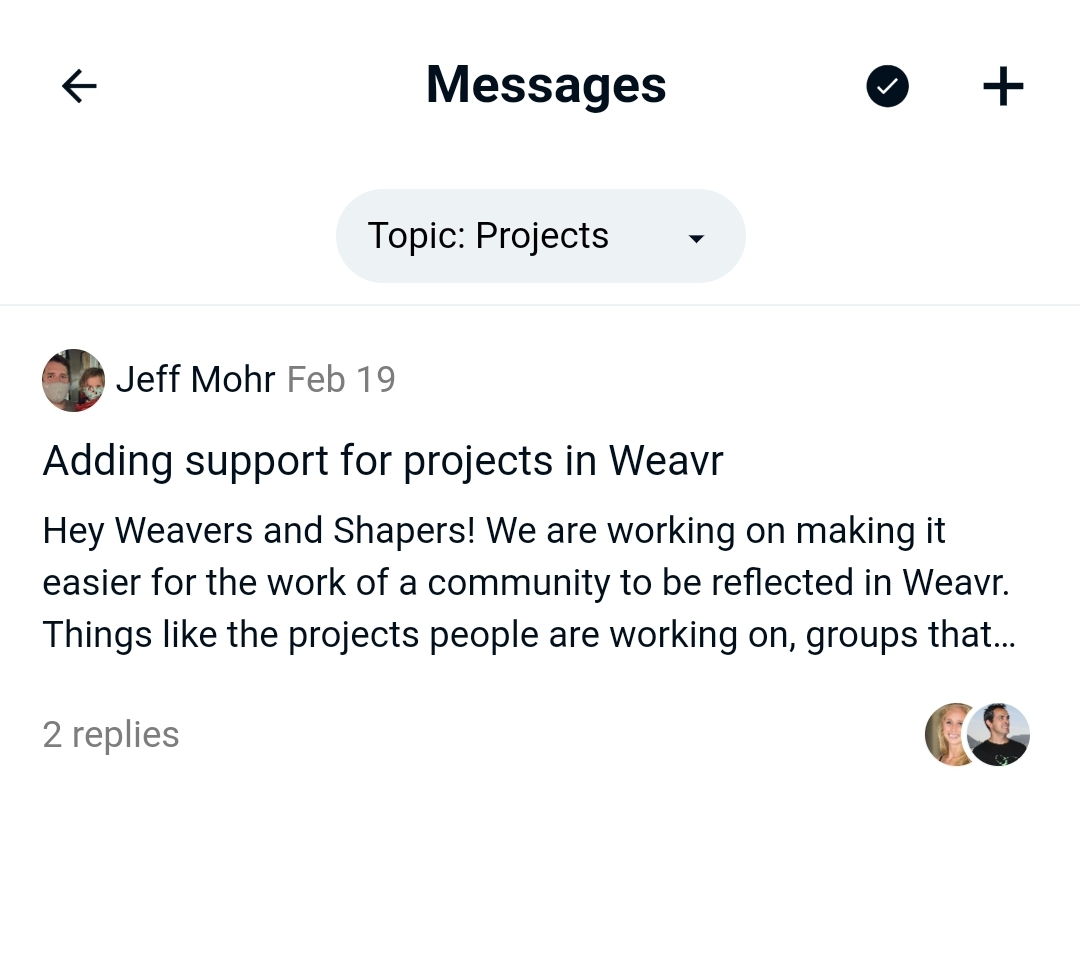 Messages
Topic: Projects
Jeff Mohr Feb 19
Adding support for projects in Weavr
Hey Weavers and Shapers! We are working on making it
easier for the work of a community to be reflected in Weavr.
Things like the projects people are working on, groups that…
2 replies